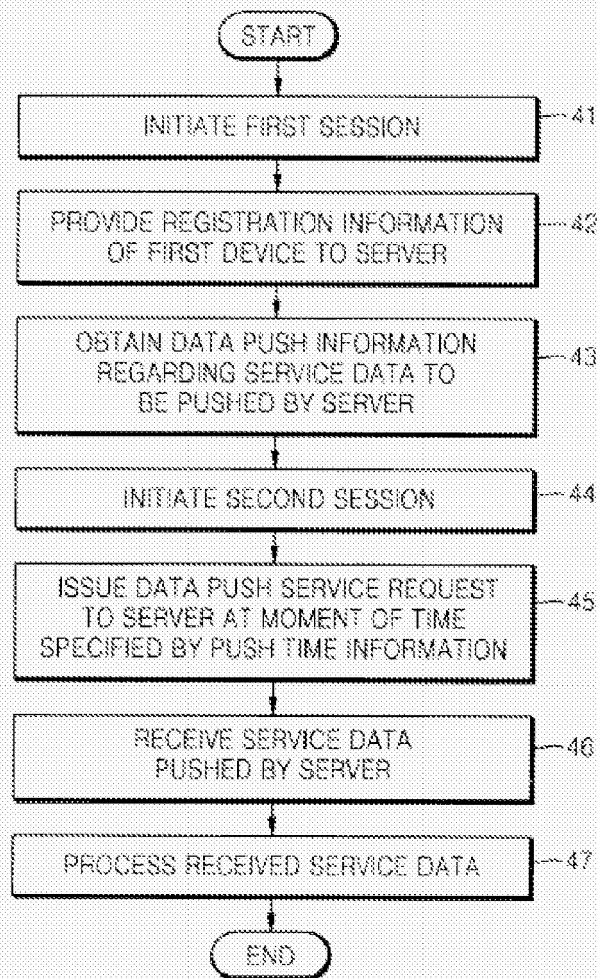 START
INITIATE FIRST SESSION
41
PROVIDE REGISTRATION INFORMATION
OF FIRST DEVICE TO SERVER
42
OBTAIN DATA PUSH INFORMATION
REGARDING SERVICE DATA TO
BE PUSHED BY SERVER
43
INITIATE SECOND SESSION
44
ISSUE DATA PUSH SERVICE REQUEST
TO SERVER AT MOMENT OF TIME
SPECIFIED BY PUSH TIME INFORMATION
45
RECEIVE SERVICE DATA
PUSHED BY SERVER
46
PROCESS RECEIVED SERVICE DATA
47
END